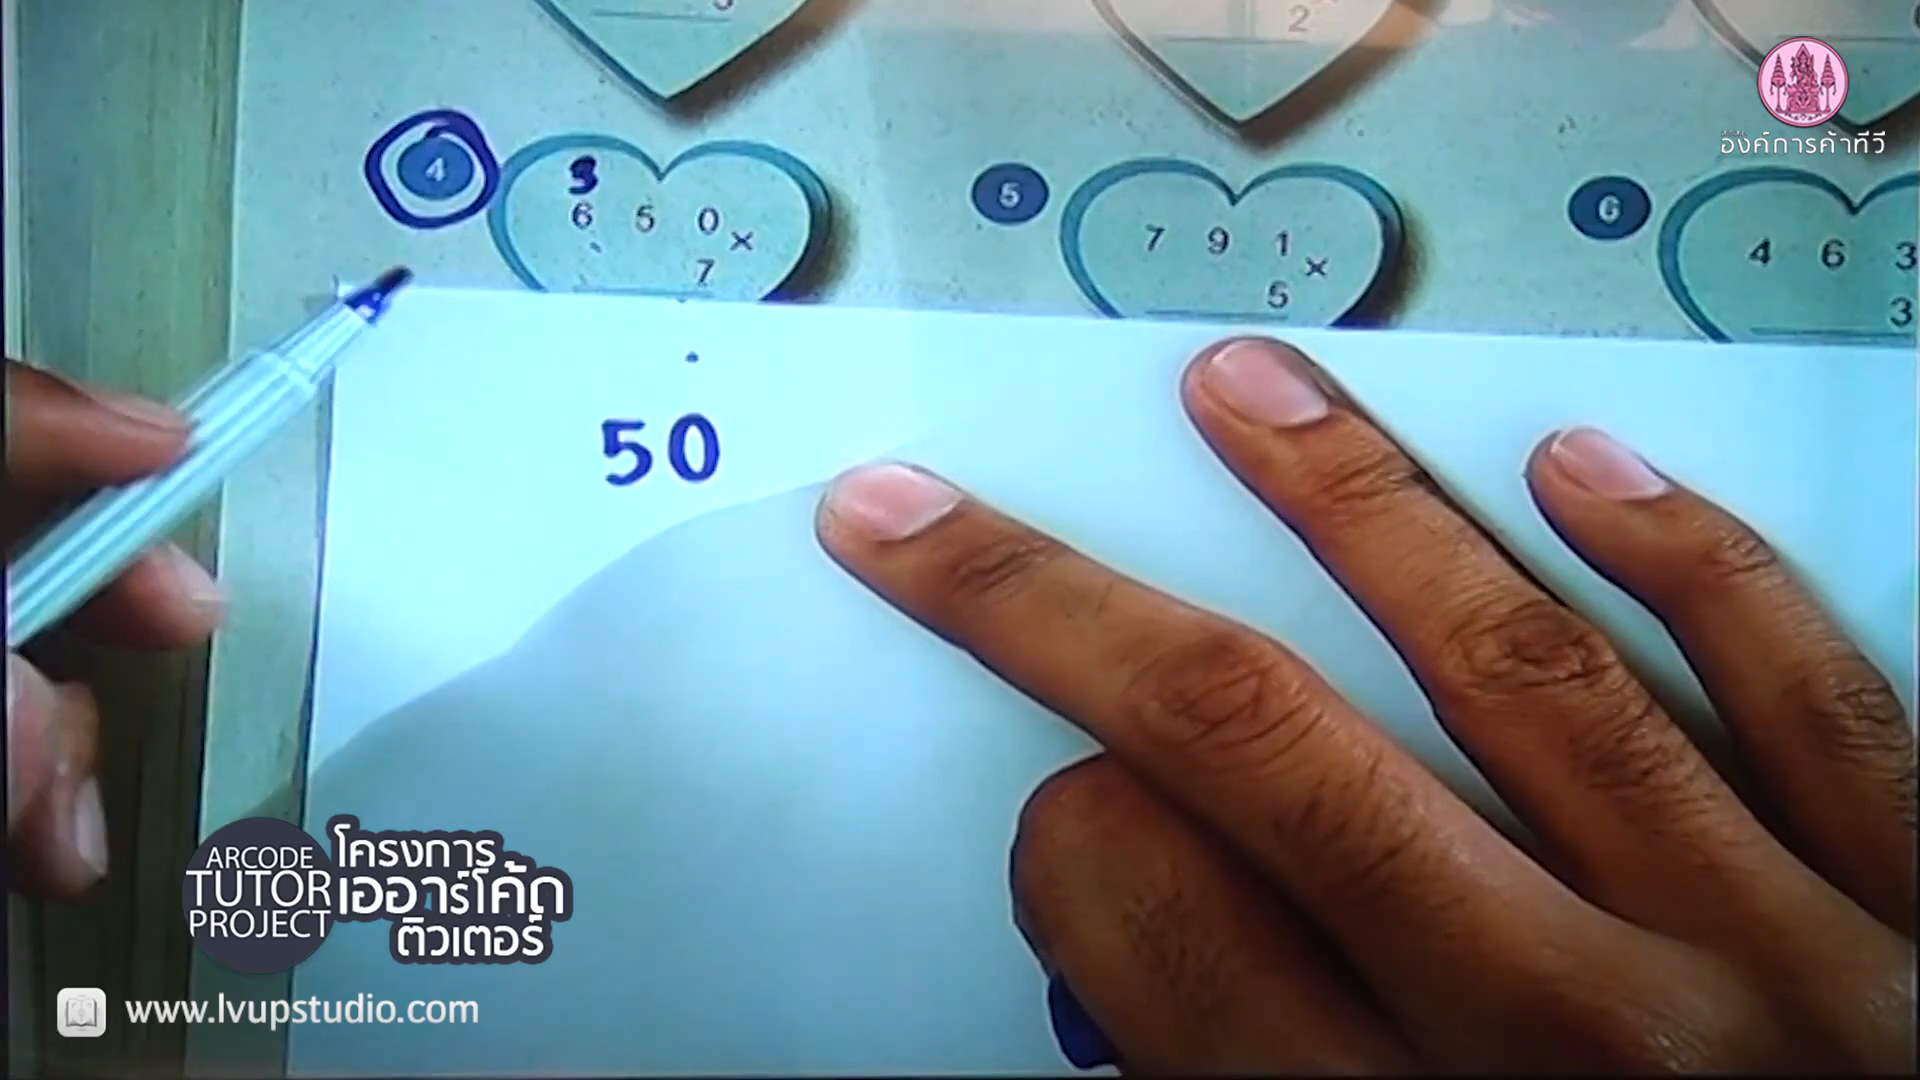 2
องค์การค้าทีวี
4
3
6 5 0 ×
7
5
7 9 1 ×
5
6
4 6 3
3
50
ARCODE
TUTOR
PROJECT
โครงการ
เออาร์โค้ด
ติวเตอร์
www.lvupstudio.com